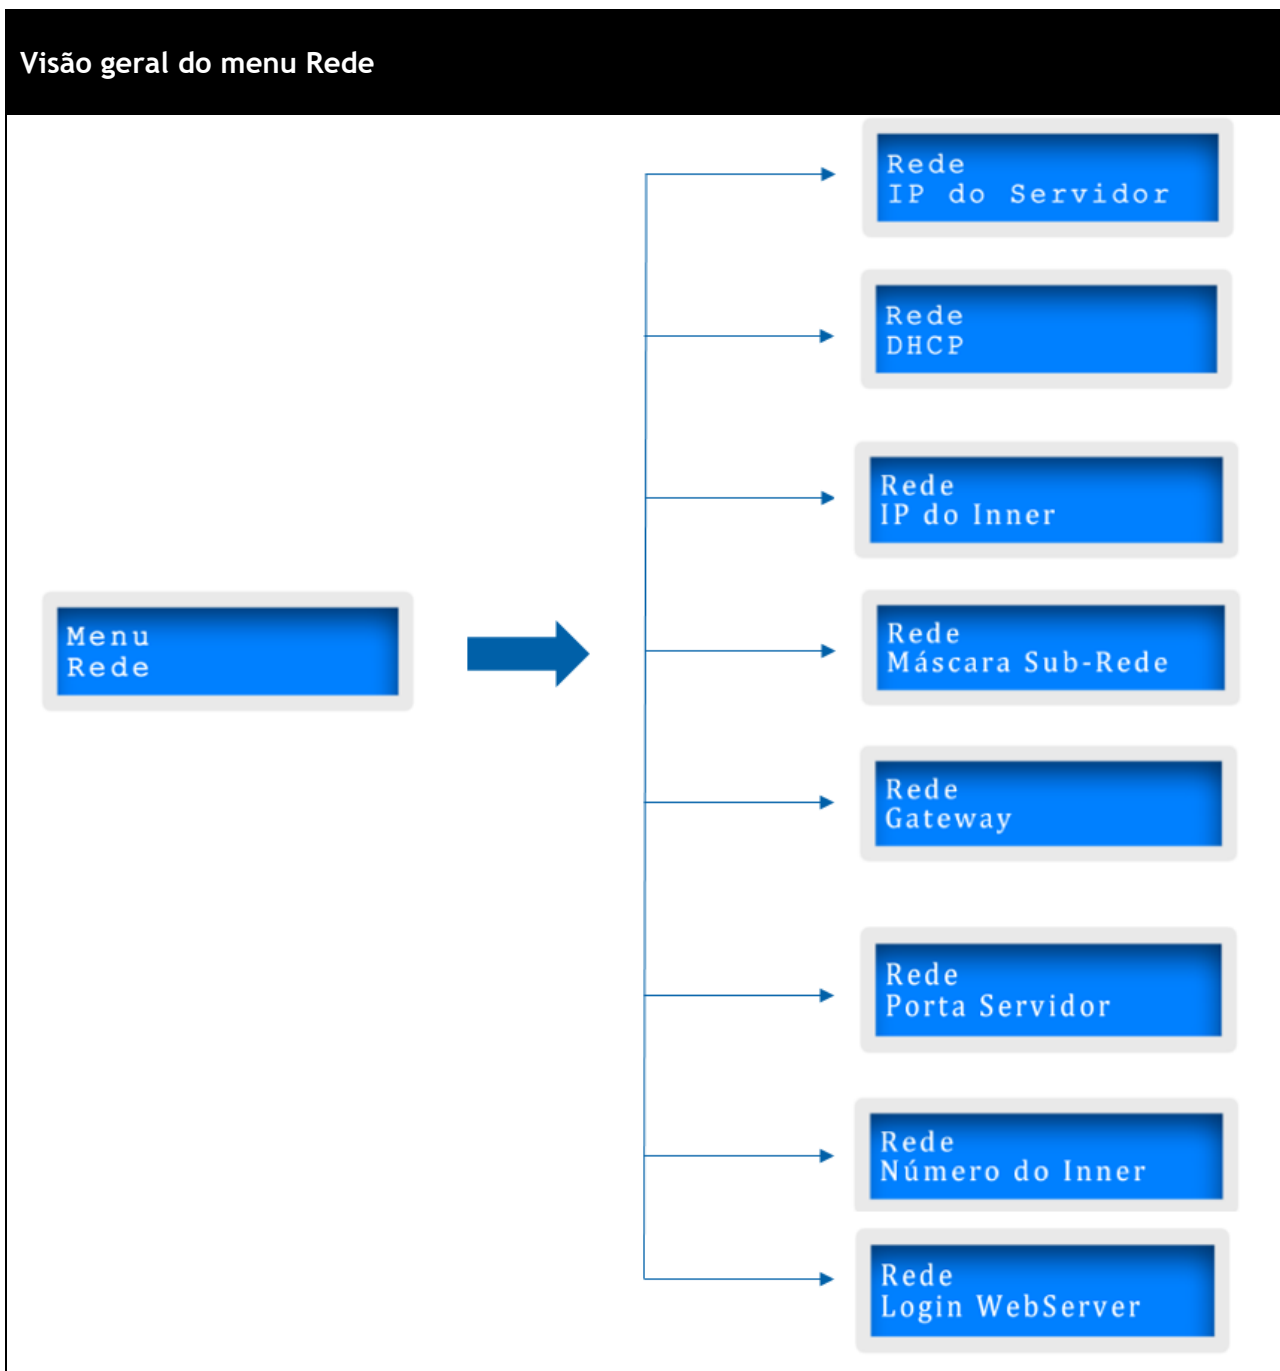 Visão geral do menu Rede
Menu
Rede
Rede
IP do Servidor
Rede
DHCP
Rede
IP do Inner
Rede
Máscara Sub-Rede
Rede
Gateway
Rede
Porta Servidor
Rede
Número do Inner
Rede
Login WebServer